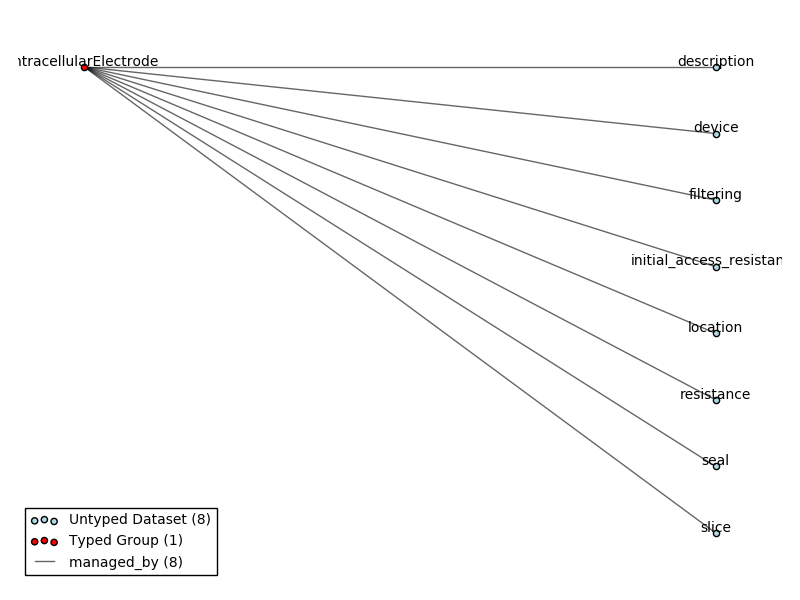 ntracellularElectrode
description
device
filtering
initial_access_resistan
location
resistance
seal
slice
Untyped Dataset (8)
Typed Group (1)
managed_by (8)